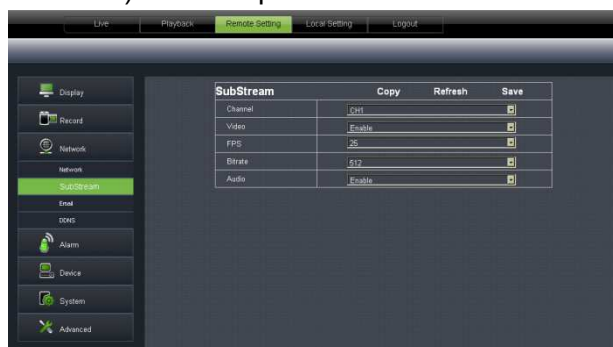 Live Playback Remote Setting Local Setting Logout
Display
Record
Network
Network
SubStream
Email
DDNS
Alarm
Device
System
Advanced
SubStream Copy Refresh Save
Channel CH1
Video Enable
FPS 25
Bitrate 512
Audio Enable